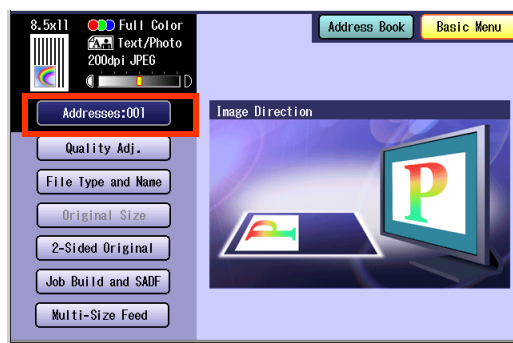 8.5x11
Full Color
Text/Photo
200dpi JPEG
Address Book
Basic Menu
Addresses:001
Quality Adj.
File Type and Name
Original Size
2-Sided Original
Job Build and SADF
Multi-Size Feed
Image Direction
P
P